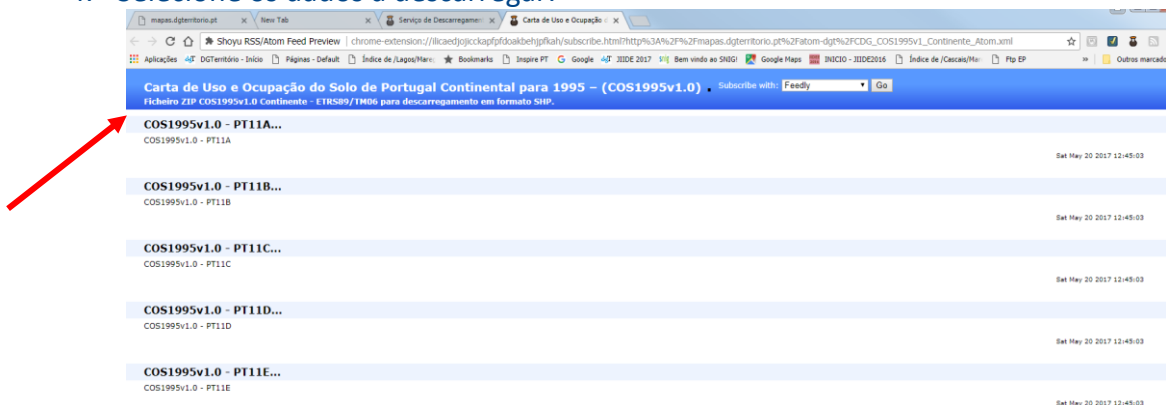 4. Selecione os dados a descarregar:
mapas.dgterritorio.pt x New Tab x Serviço de Descarregamen x Carta de Uso e Ocupação d x
Shoyu RSS/Atom Feed Preview | chrome-extension://ilicaedjojicckapfpfdoakbehjpfkah/subscribe.html?http%3A%2F%2Fmapas.dgterritorio.pt%2Fatom-dgt%2FCDG_COS1995v1_Continente_Atom.xml
Aplicações DGTerritório - Início Páginas - Default Índice de /Lagos/Mare Bookmarks Inspire PT Google JIIDE 2017 Bem vindo ao SNIG! Google Maps INICIO - JIIDE2016 Índice de /Cascais/Mar Ftp EP » Outros marcado
Carta de Uso e Ocupação do Solo de Portugal Continental para 1995 – (COS1995v1.0) . Subscribe with: Feedly Go
Ficheiro ZIP COS1995v1.0 Continente - ETRS89/TM06 para descarregamento em formato SHP.
COS1995v1.0 - PT11A...
COS1995v1.0 - PT11A
Sat May 20 2017 12:45:03
COS1995v1.0 - PT11B...
COS1995v1.0 - PT11B
Sat May 20 2017 12:45:03
COS1995v1.0 - PT11C...
COS1995v1.0 - PT11C
Sat May 20 2017 12:45:03
COS1995v1.0 - PT11D...
COS1995v1.0 - PT11D
Sat May 20 2017 12:45:03
COS1995v1.0 - PT11E...
COS1995v1.0 - PT11E
Sat May 20 2017 12:45:03